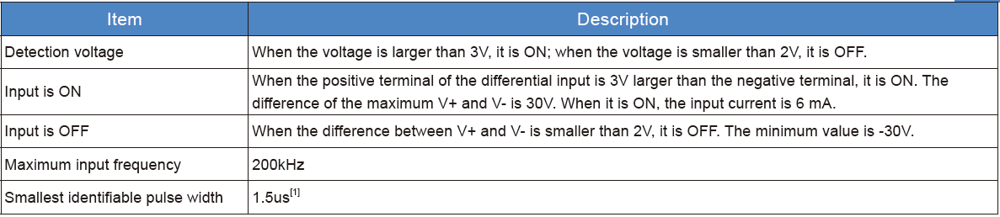 Item Description
Detection voltage When the voltage is larger than 3V, it is ON; when the voltage is smaller than 2V, it is OFF.
Input is ON When the positive terminal of the differential input is 3V larger than the negative terminal, it is ON. The
difference of the maximum V+ and V- is 30V. When it is ON, the input current is 6 mA.
Input is OFF When the difference between V+ and V- is smaller than 2V, it is OFF. The minimum value is -30V.
Maximum input frequency 200kHz
Smallest identifiable pulse width 1.5us[1]